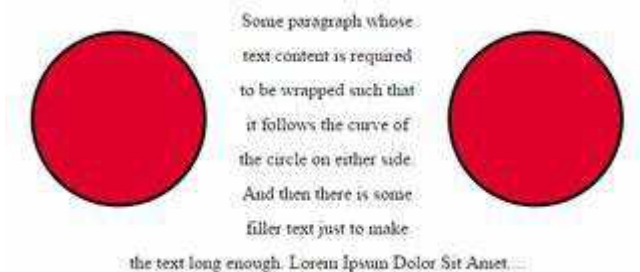 Some paragraph whose
text content is required
to be wrapped such that
it follows the curve of
the circle on either side.
And then there is some
filler text just to make
the text long enough. Lorem Ipsum Dolor Sit Amet....